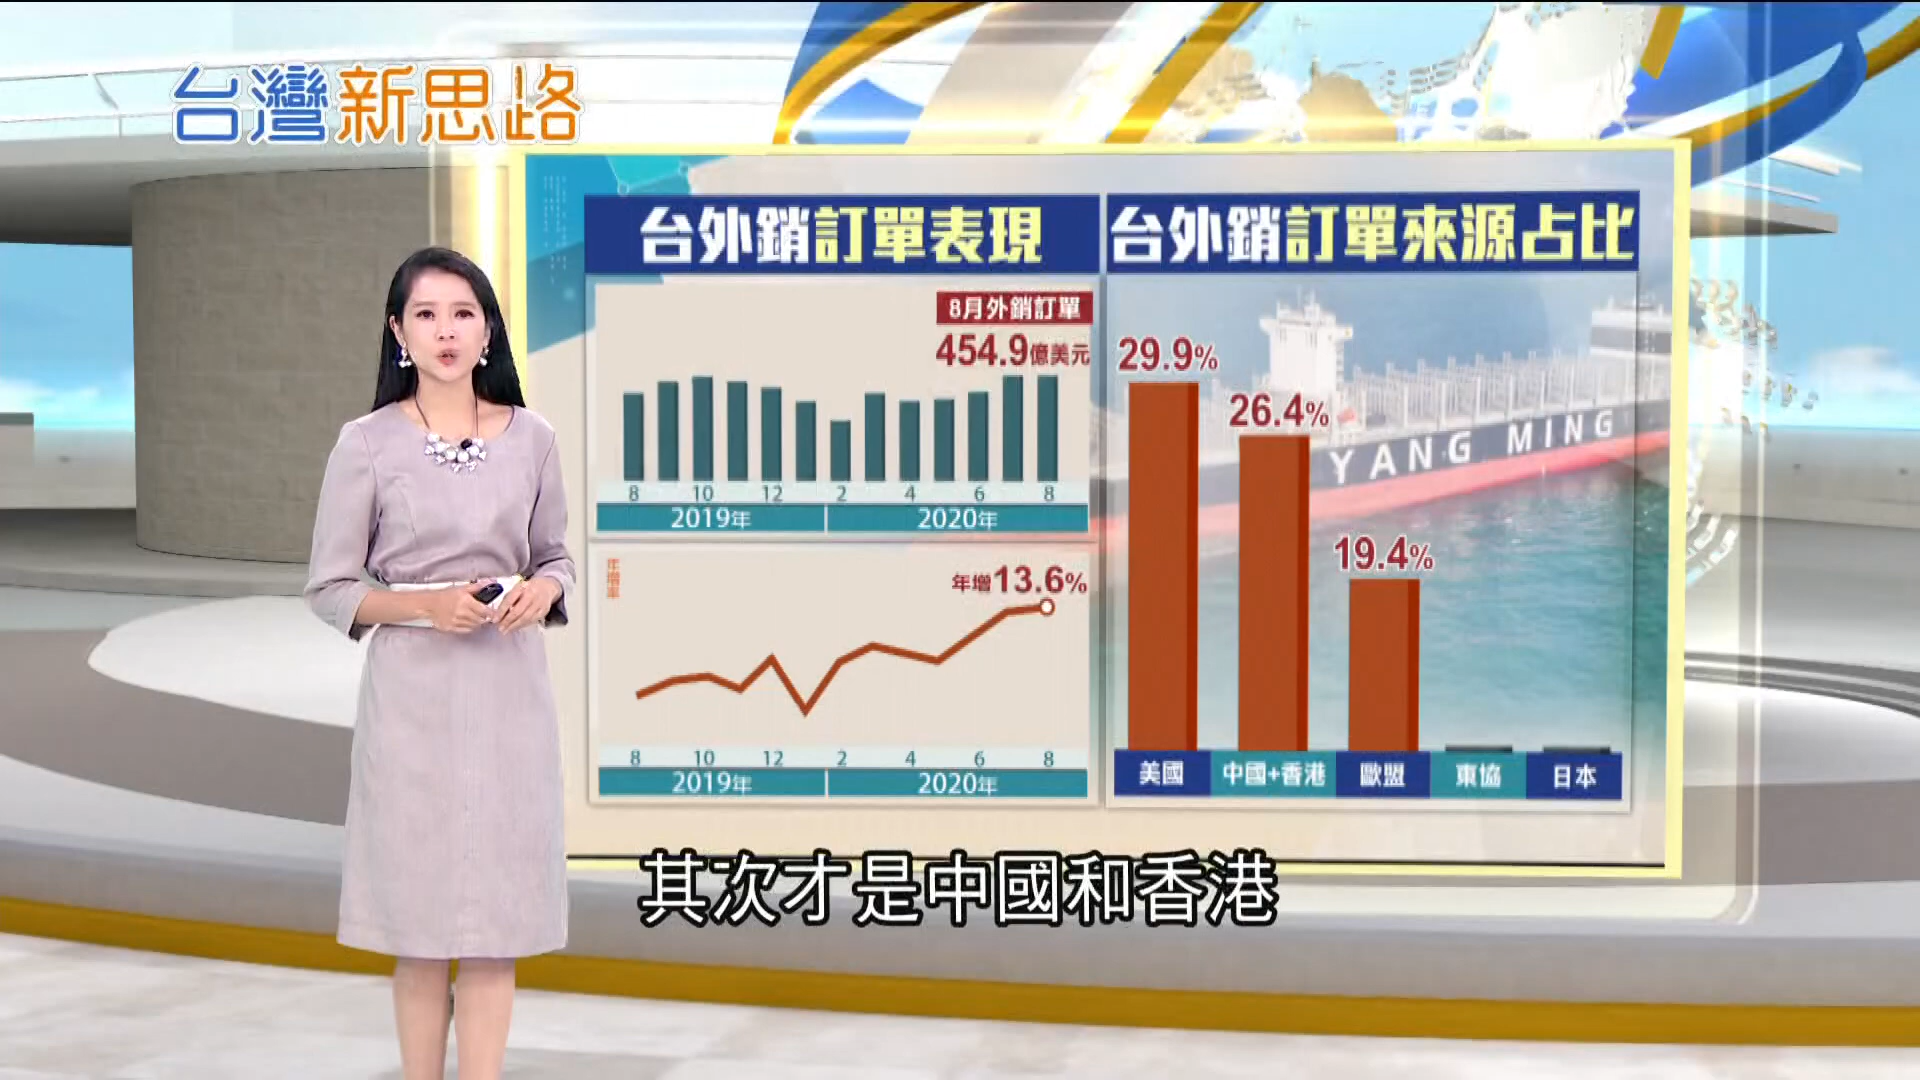 台灣新思路
台外銷訂單表現
8月外銷訂單
454.9億美元
8 10 12 2 4 6 8
2019年 2020年
年增率
年增13.6%
8 10 12 2 4 6 8
2019年 2020年
台外銷訂單來源占比
29.9%
26.4%
19.4%
YANG MING
美國 中國+香港 歐盟 東協 日本
其次才是中國和香港